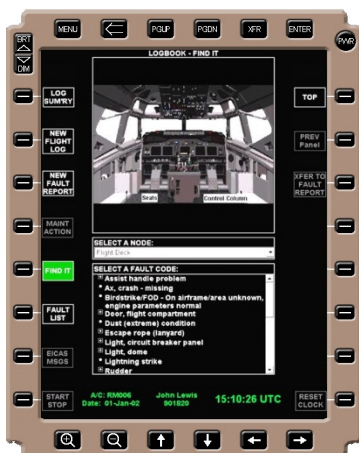 MENU
PGUP
PGDN
XFR
ENTER
BRT
DIM
PWR
LOGBOOK - FIND IT
LOG
SUM'RY
NEW
FLIGHT
LOG
NEW
FAULT
REPORT
MAINT
ACTION
FIND IT
FAULT
LIST
EICAS
MSGS
START
STOP
TOP
PREV
Panel
XFER TO
FAULT
REPORT
RESET
CLOCK
Seats
Control Column
SELECT A NODE:
Flight Deck
SELECT A FAULT CODE:
Assist handle problem
Ax, crash - missing
Birdstrike/FOD - On airframe/area unknown,
engine parameters normal
Door, flight compartment
Dust (extreme) condition
Escape rope (lanyard)
Light, circuit breaker panel
Light, dome
Lightning strike
Rudder
A/C: RM006 John Lewis 15:10:26 UTC
Date: 01-Jan-02 901820